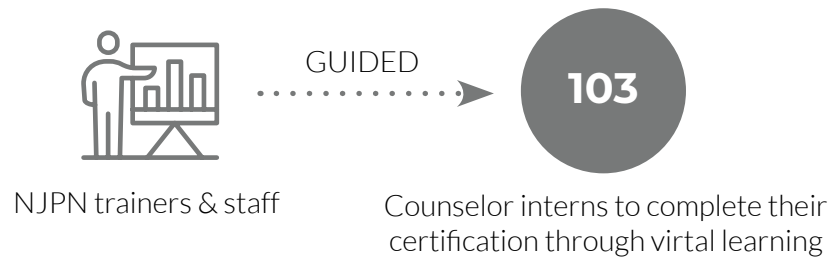 GUIDED
103
NJPN trainers & staff
Counselor interns to complete their
certification through virtal learning